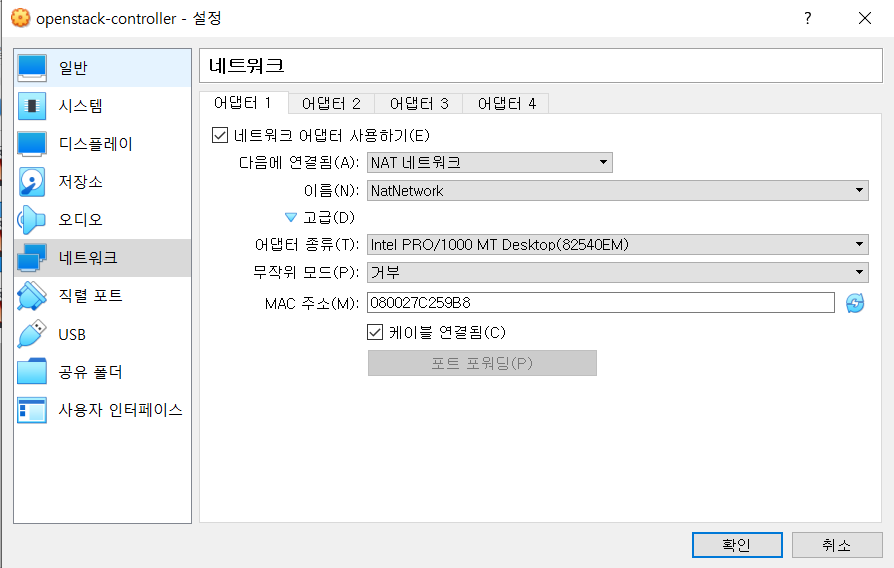 openstack-controller - 설정
?
일반
시스템
디스플레이
저장소
오디오
네트워크
직렬 포트
USB
공유 폴더
사용자 인터페이스
네트워크
어댑터 1 어댑터 2 어댑터 3 어댑터 4
네트워크 어댑터 사용하기(E)
다음에 연결됨(A): NAT 네트워크
이름(N): NatNetwork
고급(D)
어댑터 종류(T): Intel PRO/1000 MT Desktop(82540EM)
무작위 모드(P): 거부
MAC 주소(M): 080027C259B8
케이블 연결됨(C)
포트 포워딩(P)
확인 취소